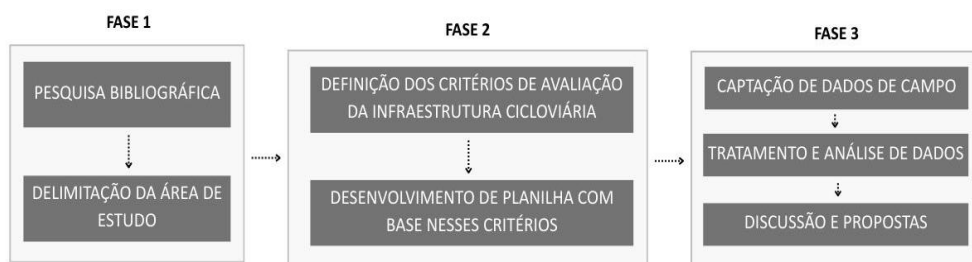 FASE 1
PESQUISA BIBLIOGRÁFICA
DELIMITAÇÃO DA ÁREA DE
ESTUDO
FASE 2
DEFINIÇÃO DOS CRITÉRIOS DE AVALIAÇÃO
DA INFRAESTRUTURA CICLOVIÁRIA
DESENVOLVIMENTO DE PLANILHA COM
BASE NESSES CRITÉRIOS
FASE 3
CAPTAÇÃO DE DADOS DE CAMPO
TRATAMENTO E ANÁLISE DE DADOS
DISCUSSÃO E PROPOSTAS